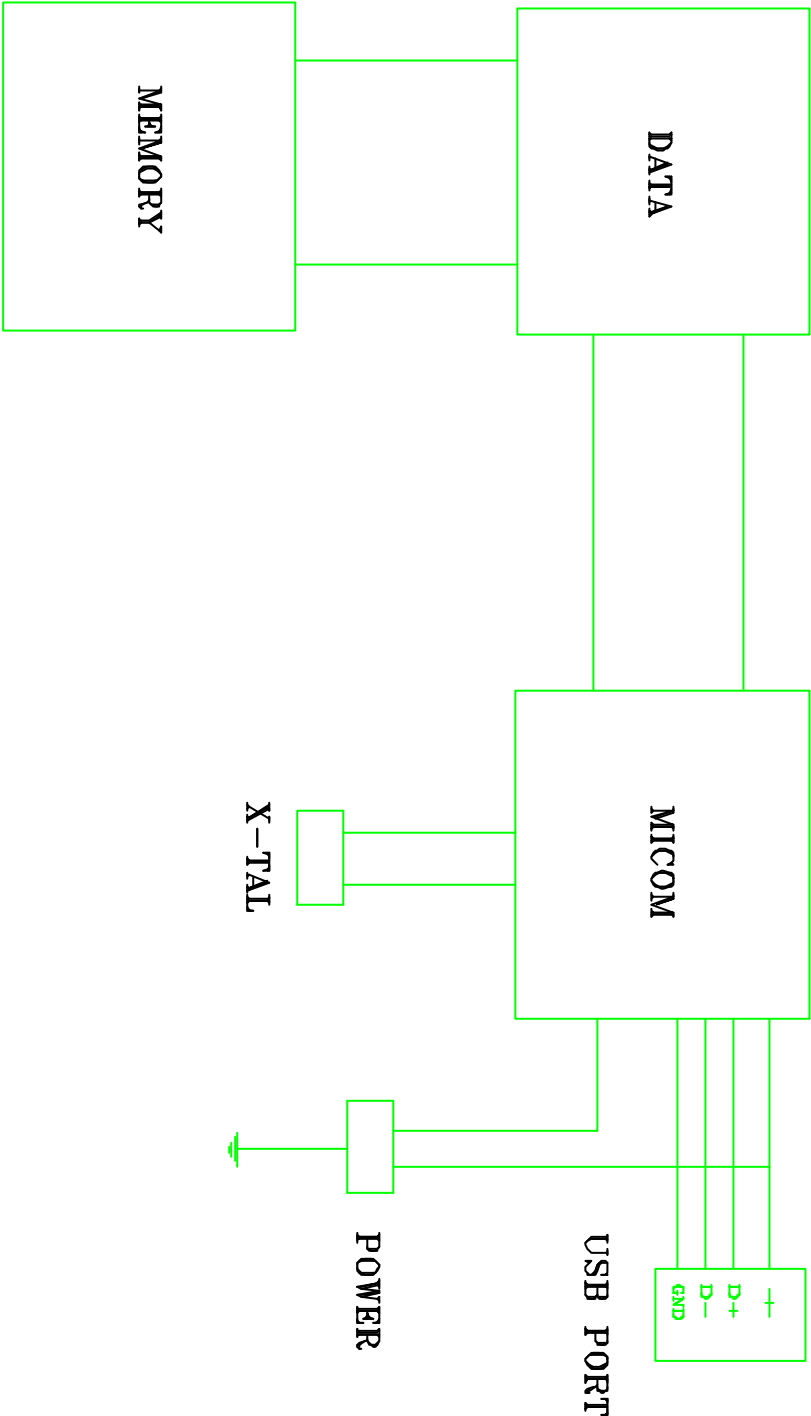 +
D+
D-
GND
DATA
MICOM
USB PORT
POWER
X-TAL
MEMORY